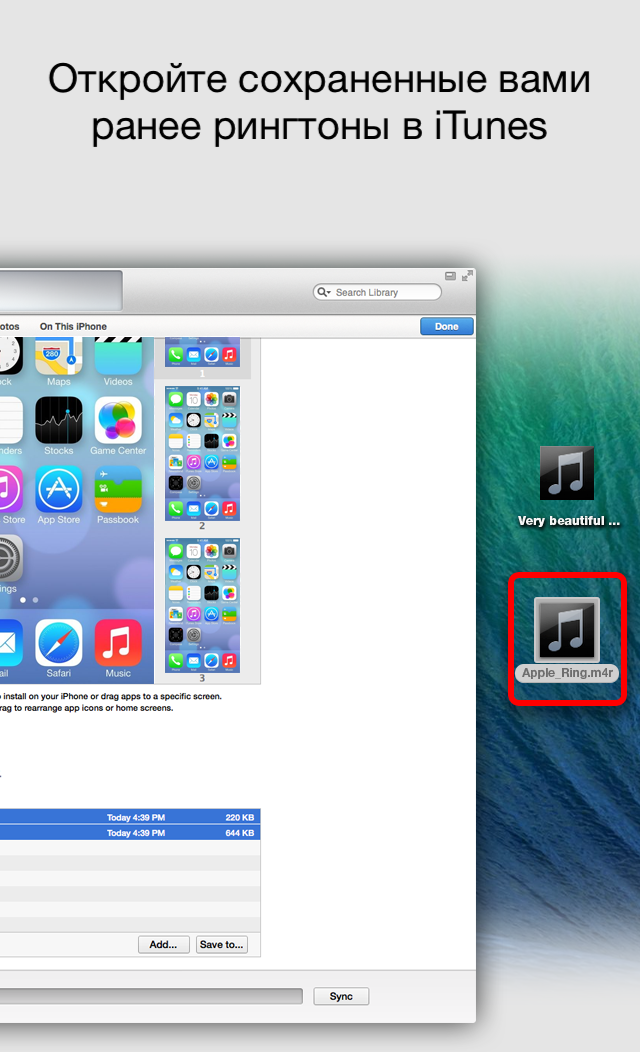 Откройте сохраненные вами
ранее рингтоны в iTunes
Search Library
otos On This iPhone Done
ock Maps Videos
280
nders Stocks Game Center
Store App Store Passbook
ings
ail Safari Music
1
2
3
Very beautiful ...
Apple_Ring.m4r
install on your iPhone or drag apps to a specific screen.
rag to rearrange app icons or home screens.
Today 4:39 PM 220 KB
Today 4:39 PM 644 KB
Add... Save to...
Sync